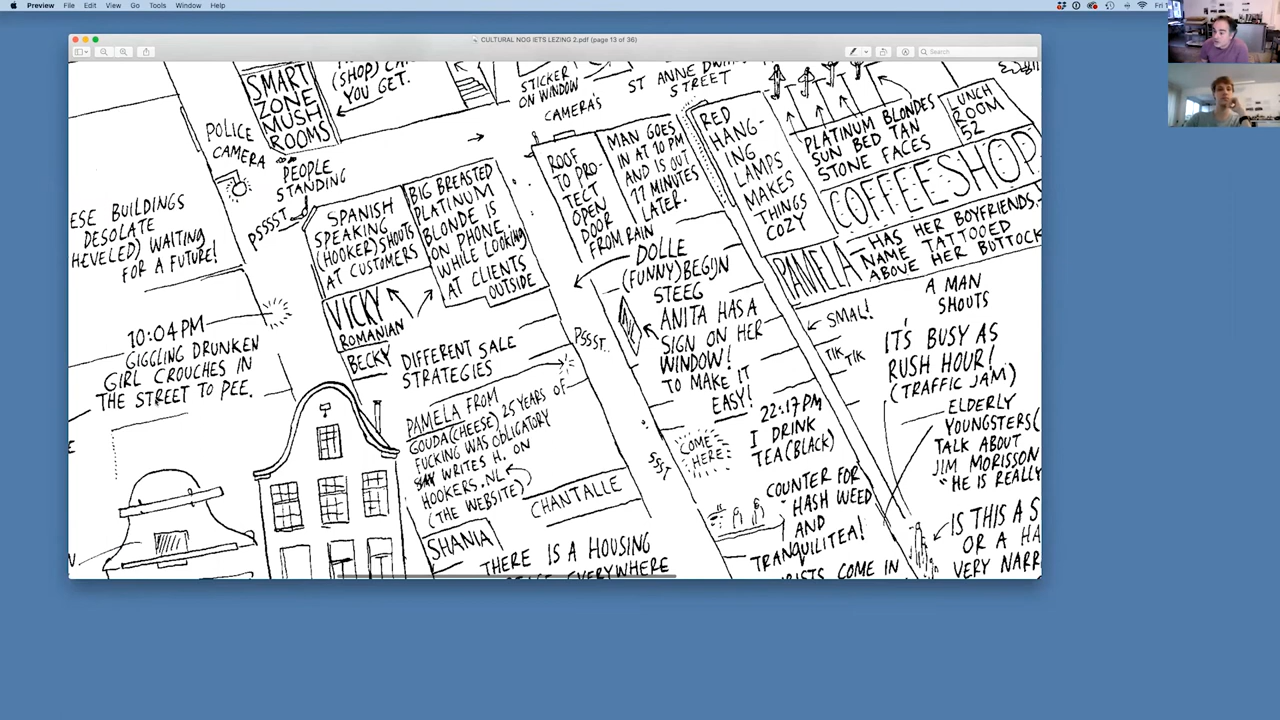 Preview File Edit View Go Tools Window Help
Fri 1
CULTURAL NOG IETS LEZING 2.pdf (page 13 of 36)
Search
SMART
ZONE
MUSH
ROOMS
(SHOP) CAN
YOU GET.
STICKER
ON WINDOW
CAMERA'S
ST ANNE
STREET
POLICE
CAMERA
PEOPLE
STANDING
PSSST
ESE BUILDINGS
DESOLATE
HEVELED) WAITING
FOR A FUTURE!
SPANISH
SPEAKING
(HOOKER) SHOUTS
AT CUSTOMERS
BIG BREASTED
PLATINUM
BLONDE IS
ON PHONE
WHILE LOOKING
AT CLIENTS
OUTSIDE
ROOF
TO PRO-
TECT
OPEN
DOOR
FROM RAIN
MAN GOES
IN AT 10 PM
AND IS OUT
17 MINUTES
LATER.
RED
HANG-
ING
LAMPS
MAKES
THINGS
COZY
PLATINUM BLONDES
SUN BED TAN
STONE FACES
LUNCH
ROOM
52
COFFEESHOP
PAMELA HAS HER BOYFRIENDS
NAME TATTOOED
ABOVE HER BUTTOCK
VICKY
ROMANIAN
BECKY
DIFFERENT SALE
STRATEGIES
10:04 PM
GIGGLING DRUNKEN
GIRL CROUCHES IN
THE STREET TO PEE.
DOLLE
(FUNNY) BEGIJN
STEEG
ANITA HAS A
SIGN ON HER
WINDOW!
TO MAKE IT
EASY!
PSSST..
SMAL!
TIK TIK
A MAN
SHOUTS
IT'S BUSY AS
RUSH HOUR!
(TRAFFIC JAM)
ELDERLY
YOUNGSTERS(
TALK ABOUT
JIM MORISSON
"HE IS REALLY
PAMELA FROM
GOUDA(CHEESE) 25 YEARS OF
FUCKING WAS OBLIGATORY
WRITES H. ON
HOOKERS.NL
(THE WEBSITE)
CHANTALLE
SHANIA
COME
HERE
SSST
22:17 PM
I DRINK
TEA (BLACK)
COUNTER FOR
HASH WEED
AND
TRANQUILITEA!
IS THIS A S
OR A HA
VERY NARR
THERE IS A HOUSING
EVERYWHERE
COME IN